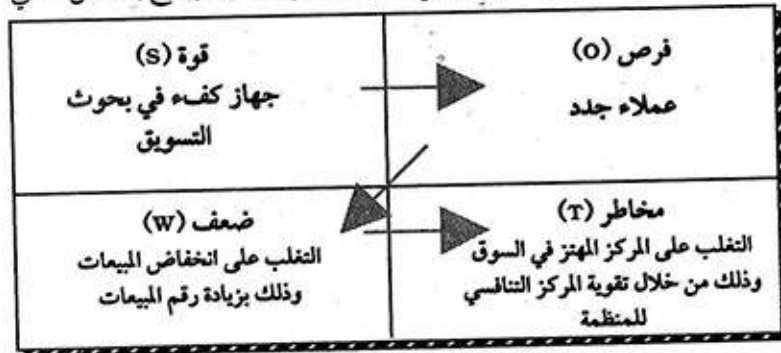 قوة (S)
جهاز كفء في بحوث
التسويق
فرص (O)
عملاء جدد
ضعف (W)
التغلب على انخفاض المبيعات
وذلك بزيادة رقم المبيعات
مخاطر (T)
التغلب على المركز المهتز في السوق
وذلك من خلال تقوية المركز التنافسي
للمنظمة